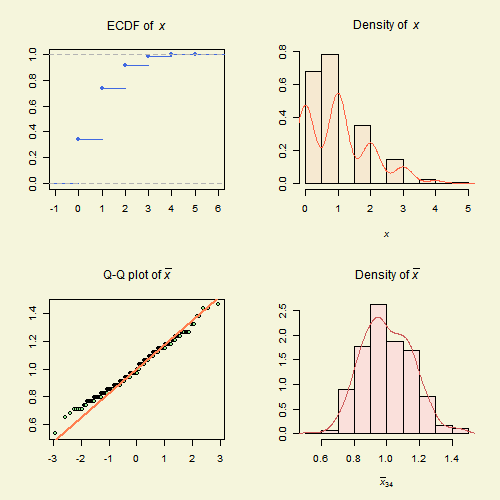 ECDF of x
1.0
0.8
0.6
0.4
0.2
0.0
-1 0 1 2 3 4 5 6
Density of x
0.8
0.6
0.4
0.2
0.0
0 1 2 3 4 5
x
Q-Q plot of x̅
1.4
1.2
1.0
0.8
0.6
-3 -2 -1 0 1 2 3
Density of x̅
2.5
2.0
1.5
1.0
0.5
0.0
0.6 0.8 1.0 1.2 1.4
x̅34